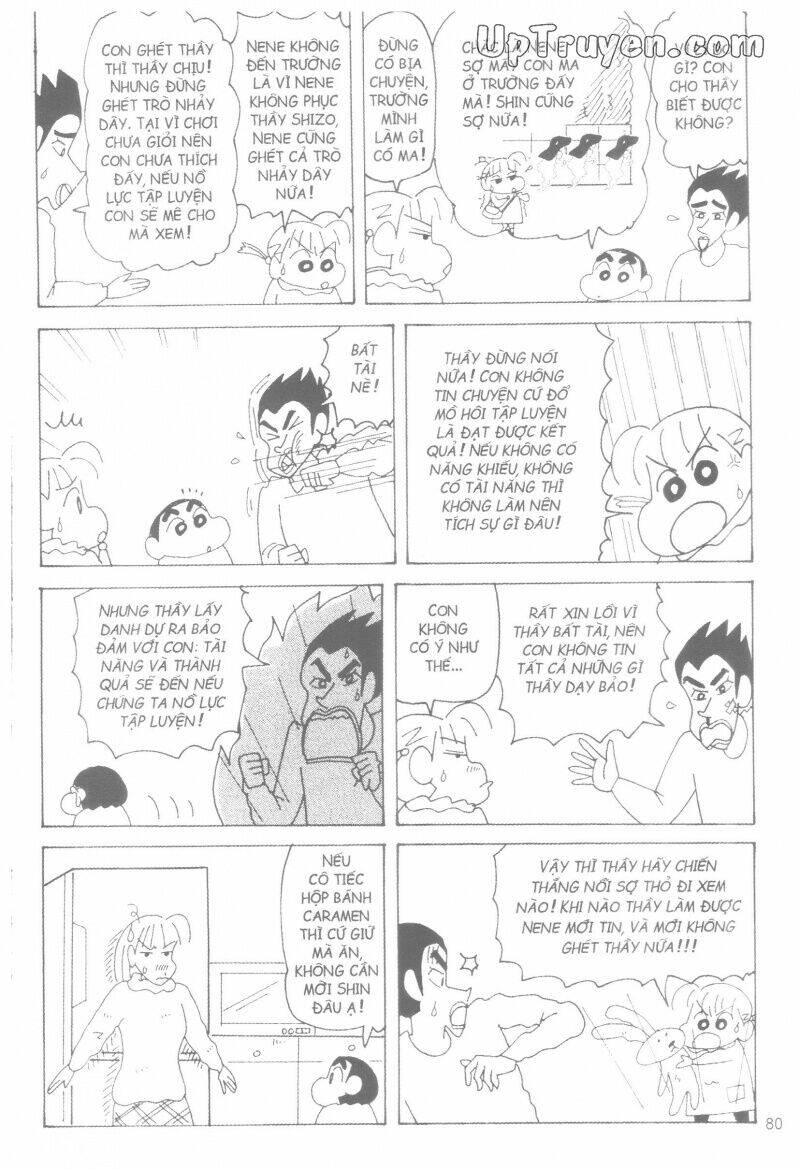 UpTruyen.com
GÌ? CON
CHO THẦY
BIẾT ĐƯỢC
KHÔNG?
CHẮC LÀ NENE
SỢ MẤY CON MA
Ở TRƯỜNG ĐẤY
MÀ! SHIN CŨNG
SỢ NỮA!
ĐỪNG
CÓ BỊA
CHUYỆN,
TRƯỜNG
MÌNH
LÀM GÌ
CÓ MA!
NENE KHÔNG
ĐẾN TRƯỜNG
LÀ VÌ NENE
KHÔNG PHỤC
THẦY SHIZO,
NENE CŨNG
GHÉT CẢ TRÒ
NHẢY DÂY
NỮA!
CON GHÉT THẦY
THÌ THẦY CHỊU!
NHƯNG ĐỪNG
GHÉT TRÒ NHẢY
DÂY. TẠI VÌ CHƠI
CHƯA GIỎI NÊN
CON CHƯA THÍCH
ĐẤY, NẾU NỖ
LỰC TẬP LUYỆN
CON SẼ MÊ CHO
MÀ XEM!
THẦY ĐỪNG NÓI
NỮA! CON KHÔNG
TIN CHUYỆN CỨ ĐỔ
MỒ HÔI TẬP LUYỆN
LÀ ĐẠT ĐƯỢC KẾT
QUẢ! NẾU KHÔNG CÓ
NĂNG KHIẾU, KHÔNG
CÓ TÀI NĂNG THÌ
KHÔNG LÀM NÊN
TÍCH SỰ GÌ ĐÂU!
BẤT
TÀI
NÈ!
RẤT XIN LỖI VÌ
THẦY BẤT TÀI, NÊN
CON KHÔNG TIN
TẤT CẢ NHỮNG GÌ
THẦY DẠY BẢO!
CON
KHÔNG
CÓ Ý NHƯ
THẾ...
NHƯNG THẦY LẤY
DANH DỰ RA BẢO
ĐẢM VỚI CON: TÀI
NĂNG VÀ THÀNH
QUẢ SẼ ĐẾN NẾU
CHÚNG TA NỖ LỰC
TẬP LUYỆN!
VẬY THÌ THẦY HÃY CHIẾN
THẮNG NỖI SỢ THỎ ĐI XEM
NÀO! KHI NÀO THẦY LÀM ĐƯỢC
NENE MỚI TIN, VÀ MỚI KHÔNG
GHÉT THẦY NỮA!!!
NẾU
CÔ TIẾC
HỘP BÁNH
CARAMEN
THÌ CỨ GIỮ
MÀ ĂN,
KHÔNG CẦN
MỜI SHIN
ĐÂU Ạ!
80